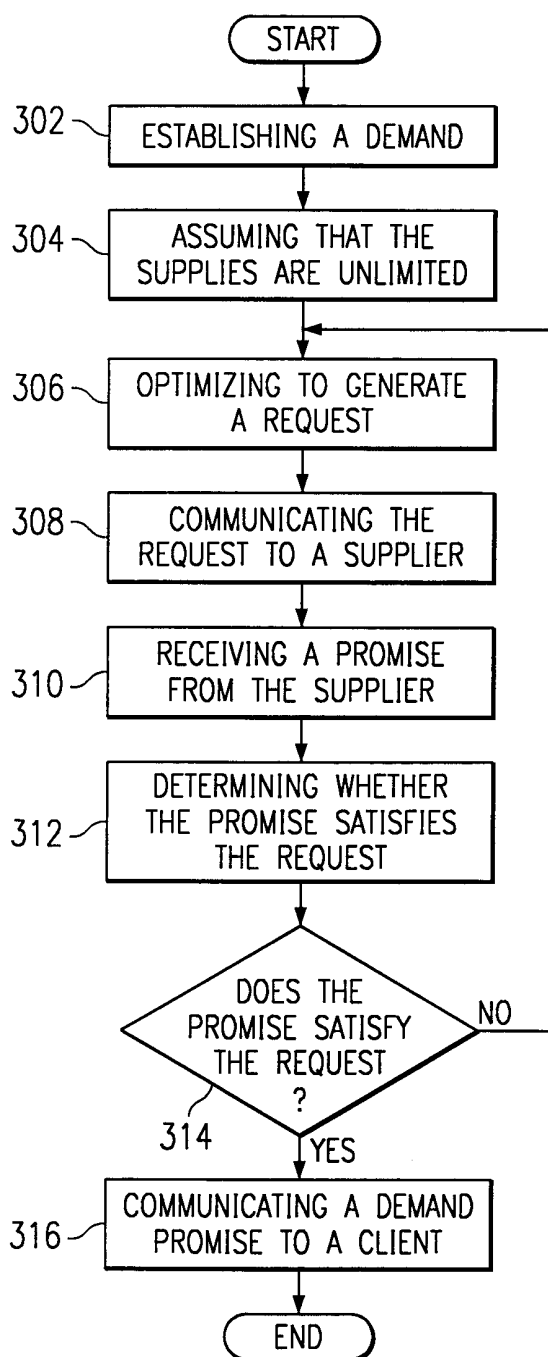 START
302
ESTABLISHING A DEMAND
304
ASSUMING THAT THE
SUPPLIES ARE UNLIMITED
306
OPTIMIZING TO GENERATE
A REQUEST
308
COMMUNICATING THE
REQUEST TO A SUPPLIER
310
RECEIVING A PROMISE
FROM THE SUPPLIER
312
DETERMINING WHETHER
THE PROMISE SATISFIES
THE REQUEST
DOES THE
PROMISE SATISFY
THE REQUEST
?
NO
314
YES
316
COMMUNICATING A DEMAND
PROMISE TO A CLIENT
END